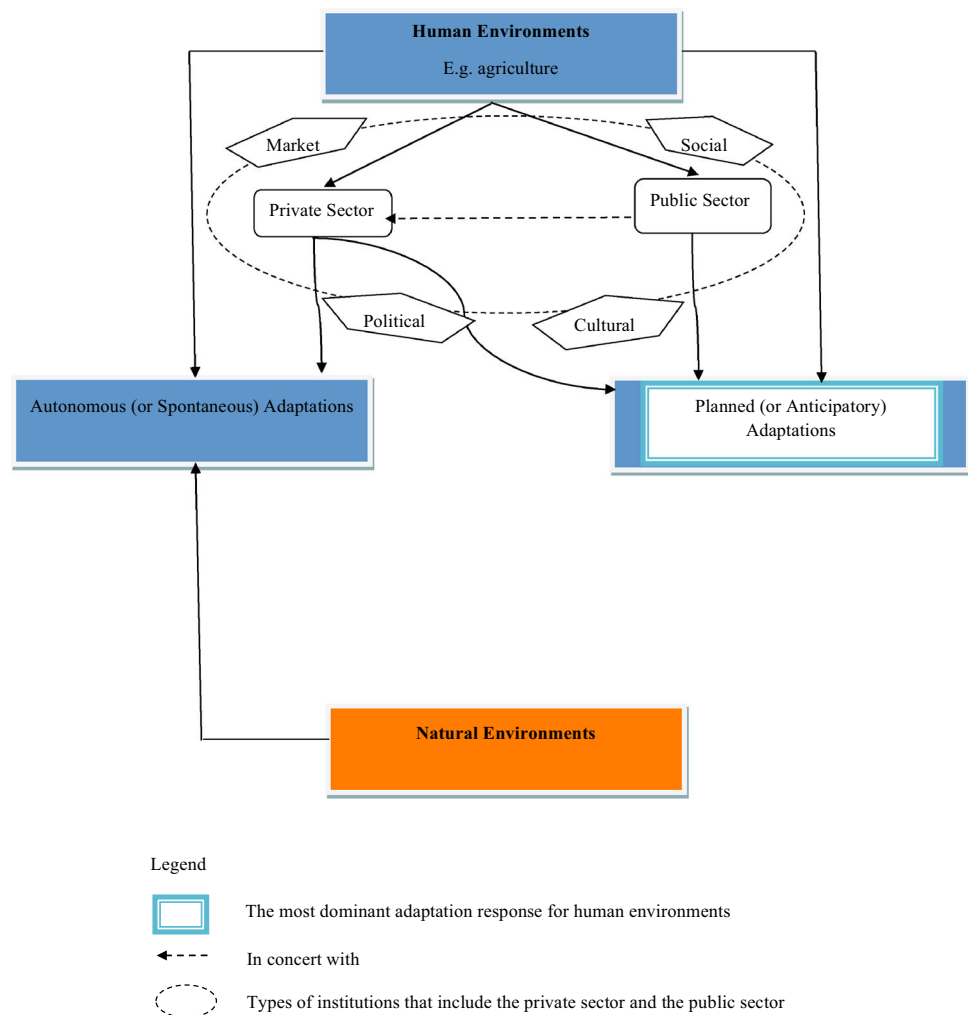 Human Environments
E.g. agriculture
Market
Social
Private Sector
Public Sector
Political
Cultural
Autonomous (or Spontaneous) Adaptations
Planned (or Anticipatory)
Adaptations
Natural Environments
Legend
The most dominant adaptation response for human environments
In concert with
Types of institutions that include the private sector and the public sector